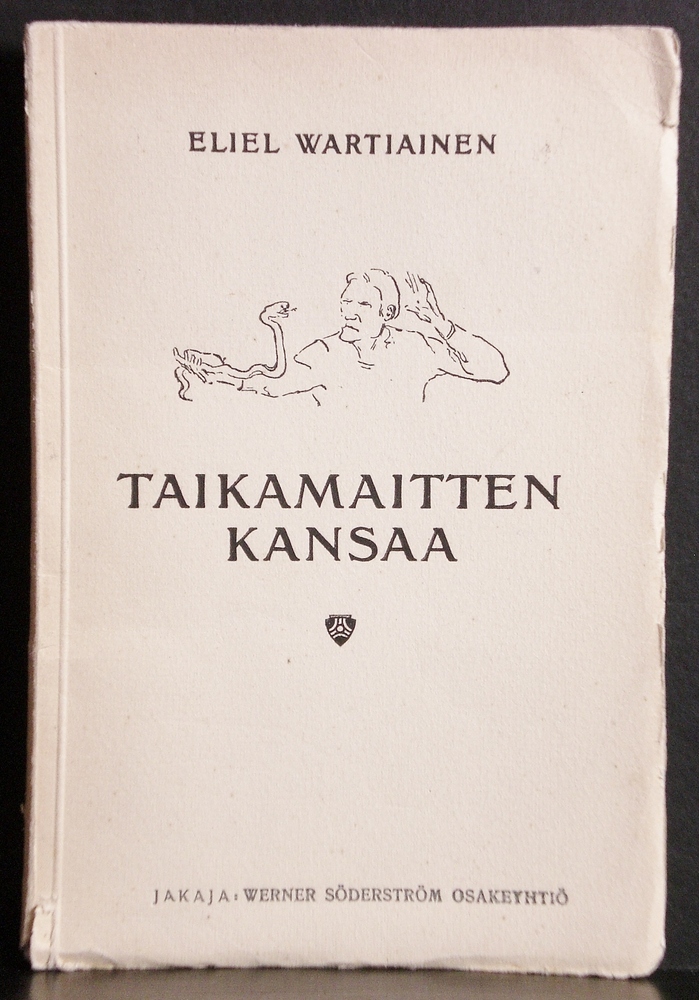 ELIEL WARTIAINEN
TAIKAMAITTEN
KANSAA
JAKAJA: WERNER SÖDERSTRÖM OSAKEYHTIÖ